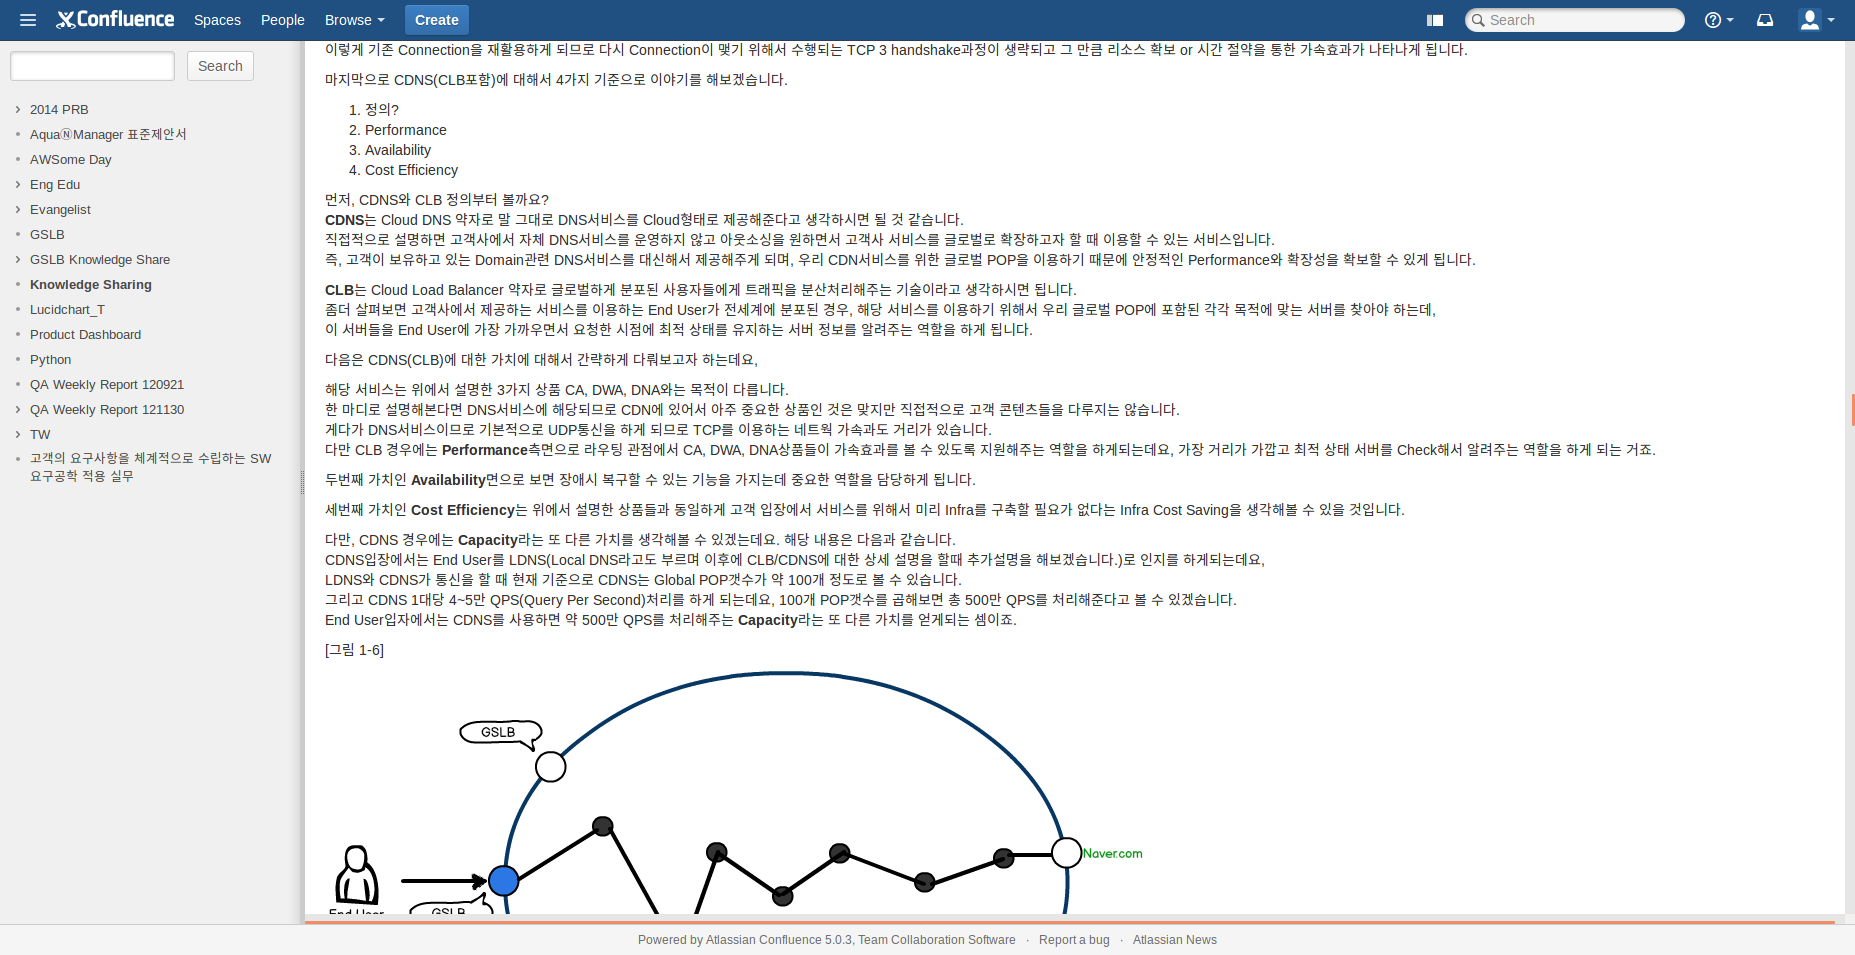 Confluence Spaces People Browse Create Search
Search
2014 PRB
AquaⓃManager 표준제안서
AWSome Day
Eng Edu
Evangelist
GSLB
GSLB Knowledge Share
Knowledge Sharing
Lucidchart_T
Product Dashboard
Python
QA Weekly Report 120921
QA Weekly Report 121130
TW
고객의 요구사항을 체계적으로 수립하는 SW
요구공학 적용 실무
이렇게 기존 Connection을 재활용하게 되므로 다시 Connection이 맺기 위해서 수행되는 TCP 3 handshake과정이 생략되고 그 만큼 리소스 확보 or 시간 절약을 통한 가속효과가 나타나게 됩니다.
마지막으로 CDNS(CLB포함)에 대해서 4가지 기준으로 이야기를 해보겠습니다.
1. 정의?
2. Performance
3. Availability
4. Cost Efficiency
먼저, CDNS와 CLB 정의부터 볼까요?
CDNS는 Cloud DNS 약자로 말 그대로 DNS서비스를 Cloud형태로 제공해준다고 생각하시면 될 것 같습니다.
직접적으로 설명하면 고객사에서 자체 DNS서비스를 운영하지 않고 아웃소싱을 원하면서 고객사 서비스를 글로벌로 확장하고자 할 때 이용할 수 있는 서비스입니다.
즉, 고객이 보유하고 있는 Domain관련 DNS서비스를 대신해서 제공해주게 되며, 우리 CDN서비스를 위한 글로벌 POP을 이용하기 때문에 안정적인 Performance와 확장성을 확보할 수 있게 됩니다.
CLB는 Cloud Load Balancer 약자로 글로벌하게 분포된 사용자들에게 트래픽을 분산처리해주는 기술이라고 생각하시면 됩니다.
좀더 살펴보면 고객사에서 제공하는 서비스를 이용하는 End User가 전세계에 분포된 경우, 해당 서비스를 이용하기 위해서 우리 글로벌 POP에 포함된 각각 목적에 맞는 서버를 찾아야 하는데,
이 서버들을 End User에 가장 가까우면서 요청한 시점에 최적 상태를 유지하는 서버 정보를 알려주는 역할을 하게 됩니다.
다음은 CDNS(CLB)에 대한 가치에 대해서 간략하게 다뤄보고자 하는데요,
해당 서비스는 위에서 설명한 3가지 상품 CA, DWA, DNA와는 목적이 다릅니다.
한 마디로 설명해본다면 DNS서비스에 해당되므로 CDN에 있어서 아주 중요한 상품인 것은 맞지만 직접적으로 고객 콘텐츠들을 다루지는 않습니다.
게다가 DNS서비스이므로 기본적으로 UDP통신을 하게 되므로 TCP를 이용하는 네트웍 가속과도 거리가 있습니다.
다만 CLB 경우에는 Performance측면으로 라우팅 관점에서 CA, DWA, DNA상품들이 가속효과를 볼 수 있도록 지원해주는 역할을 하게되는데요, 가장 거리가 가깝고 최적 상태 서버를 Check해서 알려주는 역할을 하게 되는 거죠.
두번째 가치인 Availability면으로 보면 장애시 복구할 수 있는 기능을 가지는데 중요한 역할을 담당하게 됩니다.
세번째 가치인 Cost Efficiency는 위에서 설명한 상품들과 동일하게 고객 입장에서 서비스를 위해서 미리 Infra를 구축할 필요가 없다는 Infra Cost Saving을 생각해볼 수 있을 것입니다.
다만, CDNS 경우에는 Capacity라는 또 다른 가치를 생각해볼 수 있겠는데요. 해당 내용은 다음과 같습니다.
CDNS입장에서는 End User를 LDNS(Local DNS라고도 부르며 이후에 CLB/CDNS에 대한 상세 설명을 할때 추가설명을 해보겠습니다.)로 인지를 하게되는데요,
LDNS와 CDNS가 통신을 할 때 현재 기준으로 CDNS는 Global POP갯수가 약 100개 정도로 볼 수 있습니다.
그리고 CDNS 1대당 4~5만 QPS(Query Per Second)처리를 하게 되는데요, 100개 POP갯수를 곱해보면 총 500만 QPS를 처리해준다고 볼 수 있겠습니다.
End User입자에서는 CDNS를 사용하면 약 500만 QPS를 처리해주는 Capacity라는 또 다른 가치를 얻게되는 셈이죠.
[그림 1-6]
GSLB
Naver.com
GSLB
End User
Powered by Atlassian Confluence 5.0.3, Team Collaboration Software · Report a bug · Atlassian News